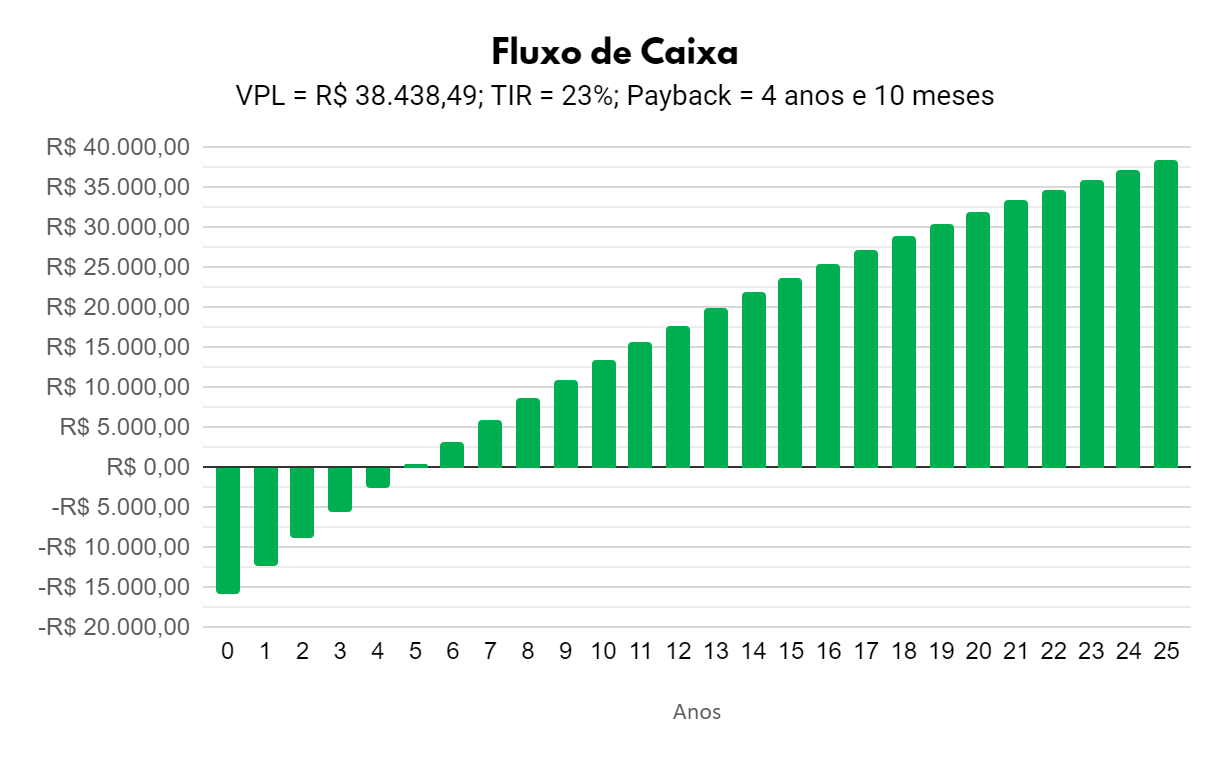 Fluxo de Caixa
VPL = R$ 38.438,49; TIR = 23%; Payback = 4 anos e 10 meses
R$ 40.000,00
R$ 35.000,00
R$ 30.000,00
R$ 25.000,00
R$ 20.000,00
R$ 15.000,00
R$ 10.000,00
R$ 5.000,00
R$ 0,00
-R$ 5.000,00
-R$ 10.000,00
-R$ 15.000,00
-R$ 20.000,00
0 1 2 3 4 5 6 7 8 9 10 11 12 13 14 15 16 17 18 19 20 21 22 23 24 25
Anos